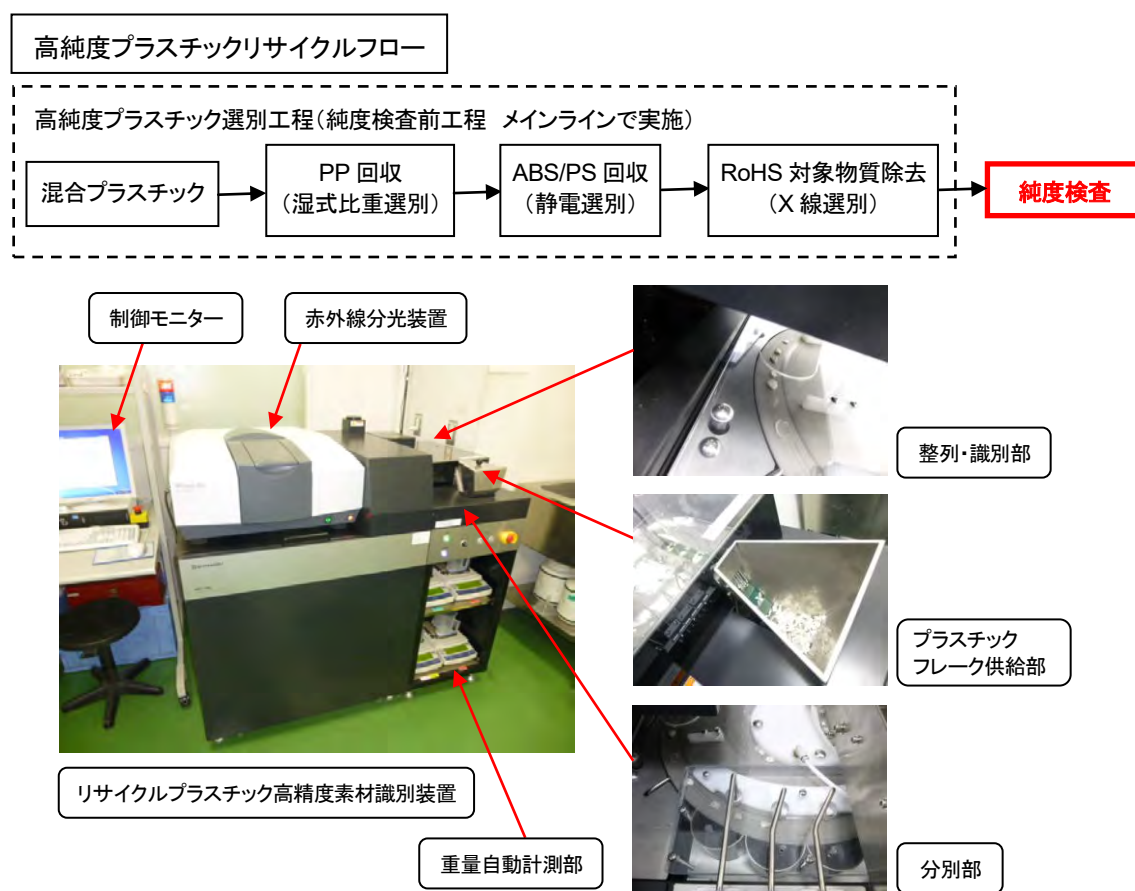 高純度プラスチックリサイクルフロー
高純度プラスチック選別工程（純度検査前工程　メインラインで実施）
混合プラスチック
PP 回収
（湿式比重選別）
ABS/PS 回収
（静電選別）
RoHS 対象物質除去
（X 線選別）
純度検査
制御モニター
赤外線分光装置
整列・識別部
プラスチック
フレーク供給部
リサイクルプラスチック高精度素材識別装置
重量自動計測部
分別部